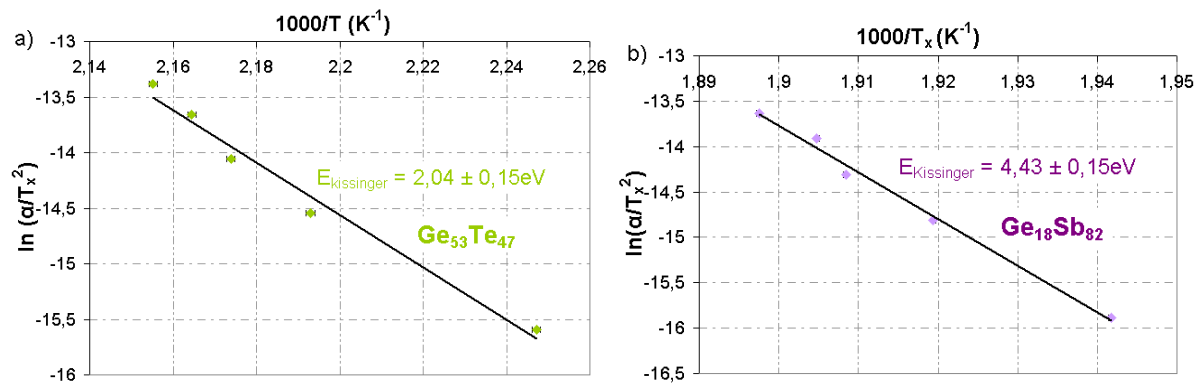 a)
1000/T (K-1)
2,14 2,16 2,18 2,2 2,22 2,24 2,26
-13
-13,5
-14
-14,5
-15
-15,5
-16
ln (α/Tx2)
EKissinger = 2,04 ± 0,15eV
Ge53Te47
b)
1000/Tx (K-1)
1,89 1,9 1,91 1,92 1,93 1,94 1,95
-13
-13,5
-14
-14,5
-15
-15,5
-16
-16,5
ln(α/Tx2)
EKissinger = 4,43 ± 0,15eV
Ge18Sb82